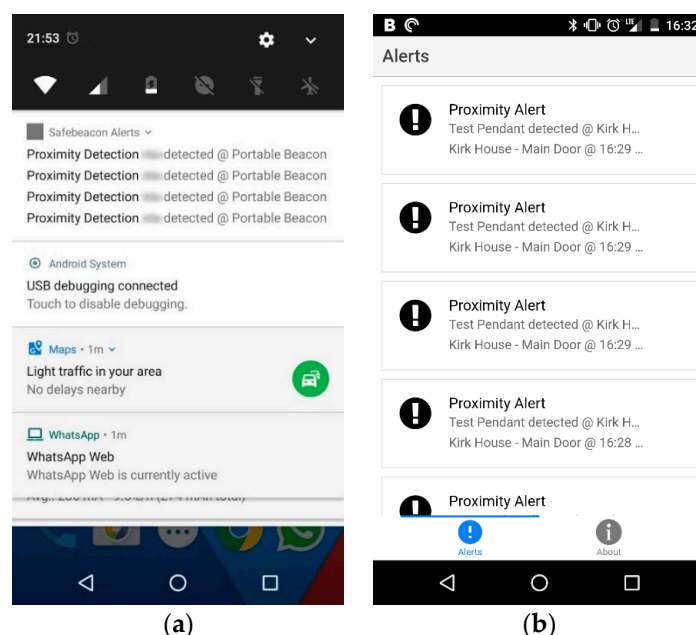 21:53
Safebeacon Alerts
Proximity Detection detected @ Portable Beacon
Proximity Detection detected @ Portable Beacon
Proximity Detection detected @ Portable Beacon
Proximity Detection detected @ Portable Beacon
Android System
USB debugging connected
Touch to disable debugging.
Maps • 1m
Light traffic in your area
No delays nearby
WhatsApp • 1m
WhatsApp Web
WhatsApp Web is currently active
(a)
B
LTE
16:32
Alerts
Proximity Alert
Test Pendant detected @ Kirk H...
Kirk House - Main Door @ 16:29 ...
Proximity Alert
Test Pendant detected @ Kirk H...
Kirk House - Main Door @ 16:29 ...
Proximity Alert
Test Pendant detected @ Kirk H...
Kirk House - Main Door @ 16:29 ...
Proximity Alert
Test Pendant detected @ Kirk H...
Kirk House - Main Door @ 16:28 ...
Proximity Alert
Alerts
About
(b)